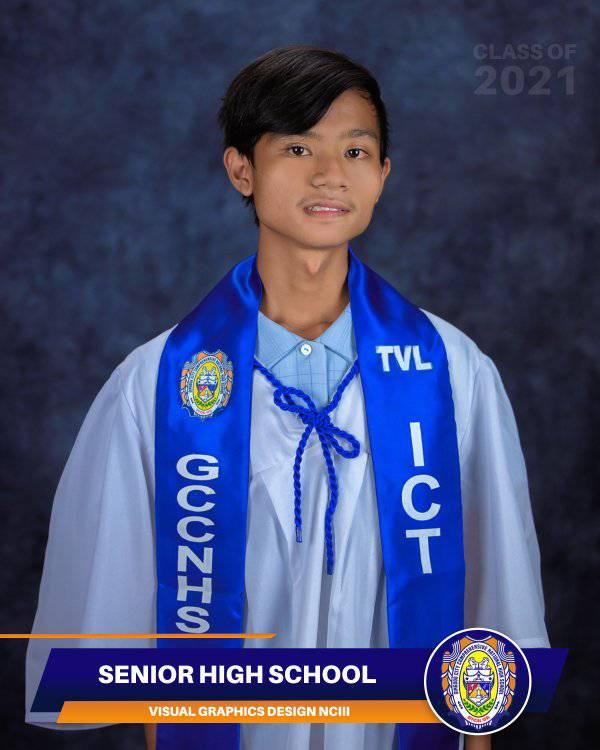 CLASS OF
2021
TVL
ICT
GCCNHS
SENIOR HIGH SCHOOL
VISUAL GRAPHICS DESIGN NCIII